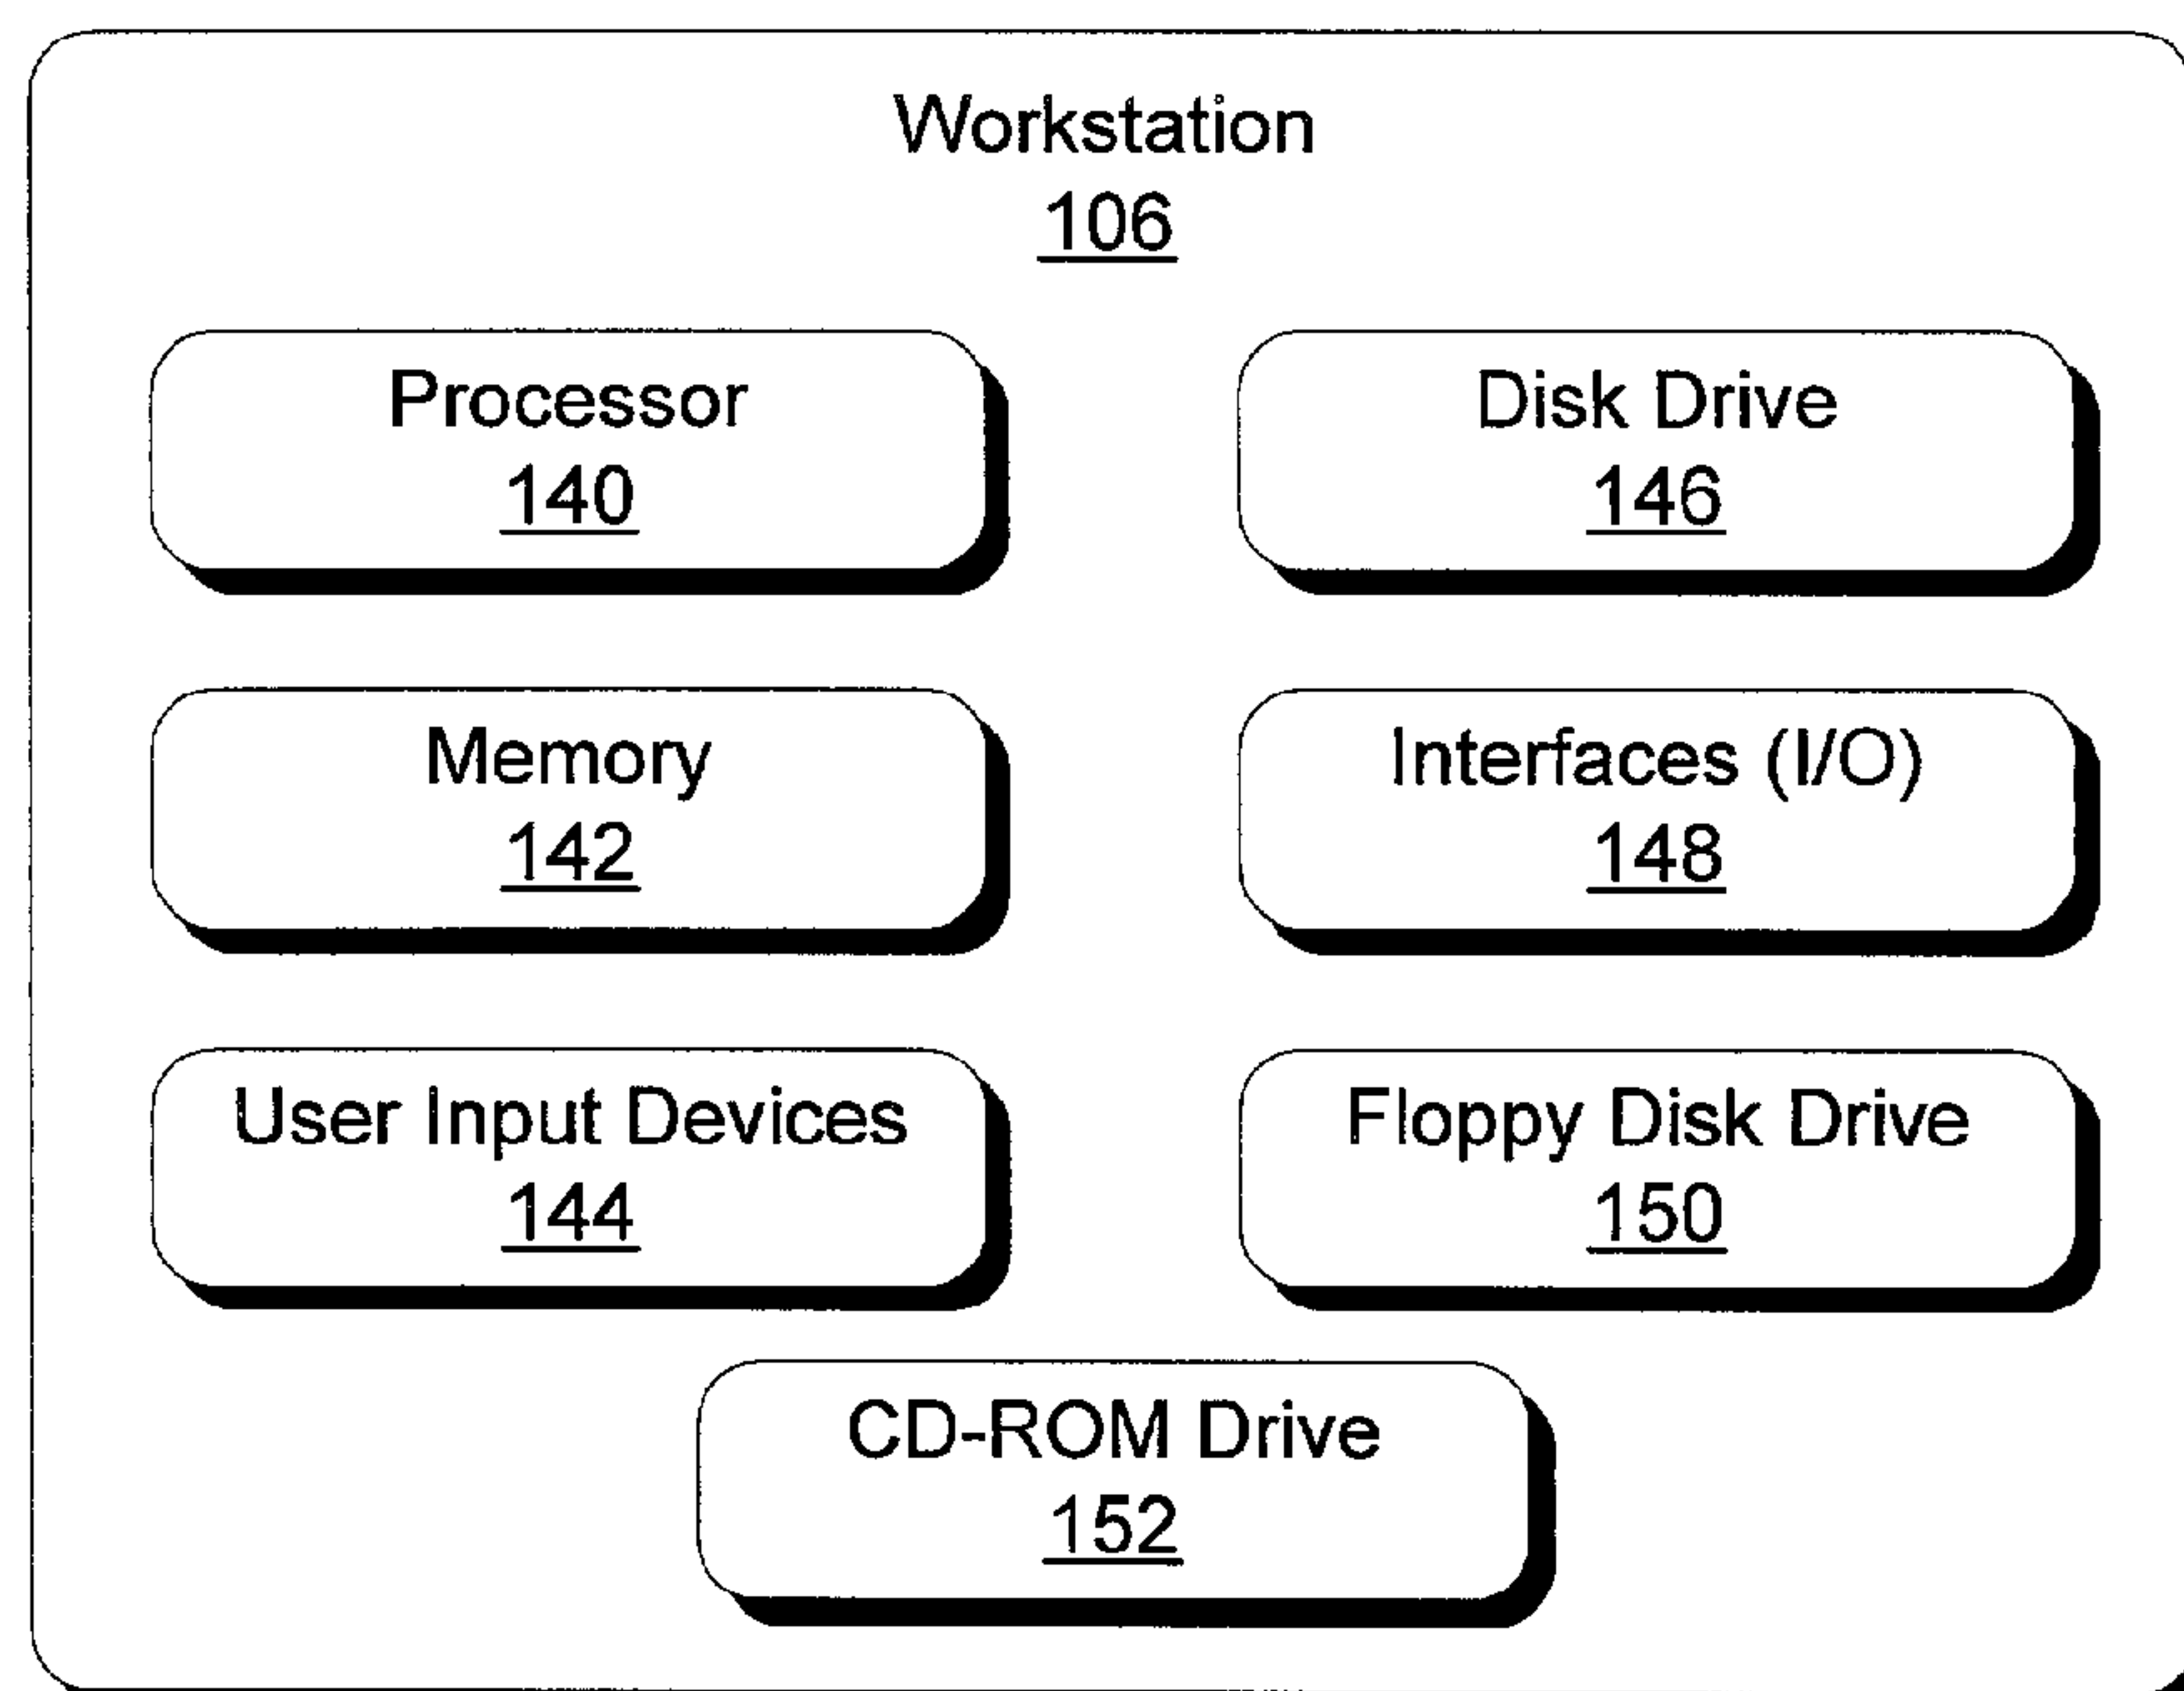 Workstation
106
Processor
140
Disk Drive
146
Memory
142
Interfaces (I/O)
148
User Input Devices
144
Floppy Disk Drive
150
CD-ROM Drive
152